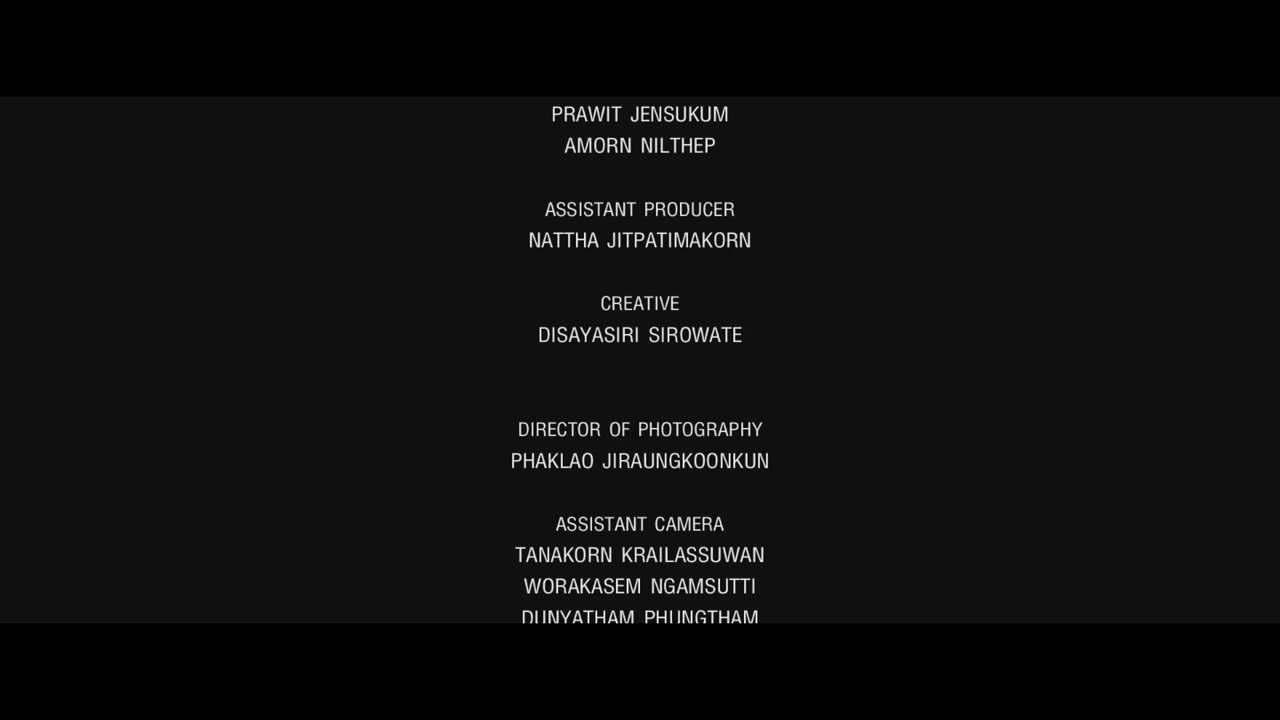 PRAWIT JENSUKUM
AMORN NILTHEP
ASSISTANT PRODUCER
NATTHA JITPATIMAKORN
CREATIVE
DISAYASIRI SIROWATE
DIRECTOR OF PHOTOGRAPHY
PHAKLAO JIRAUNGKOONKUN
ASSISTANT CAMERA
TANAKORN KRAILASSUWAN
WORAKASEM NGAMSUTTI
DUNYATHAM PHUNGTHAM